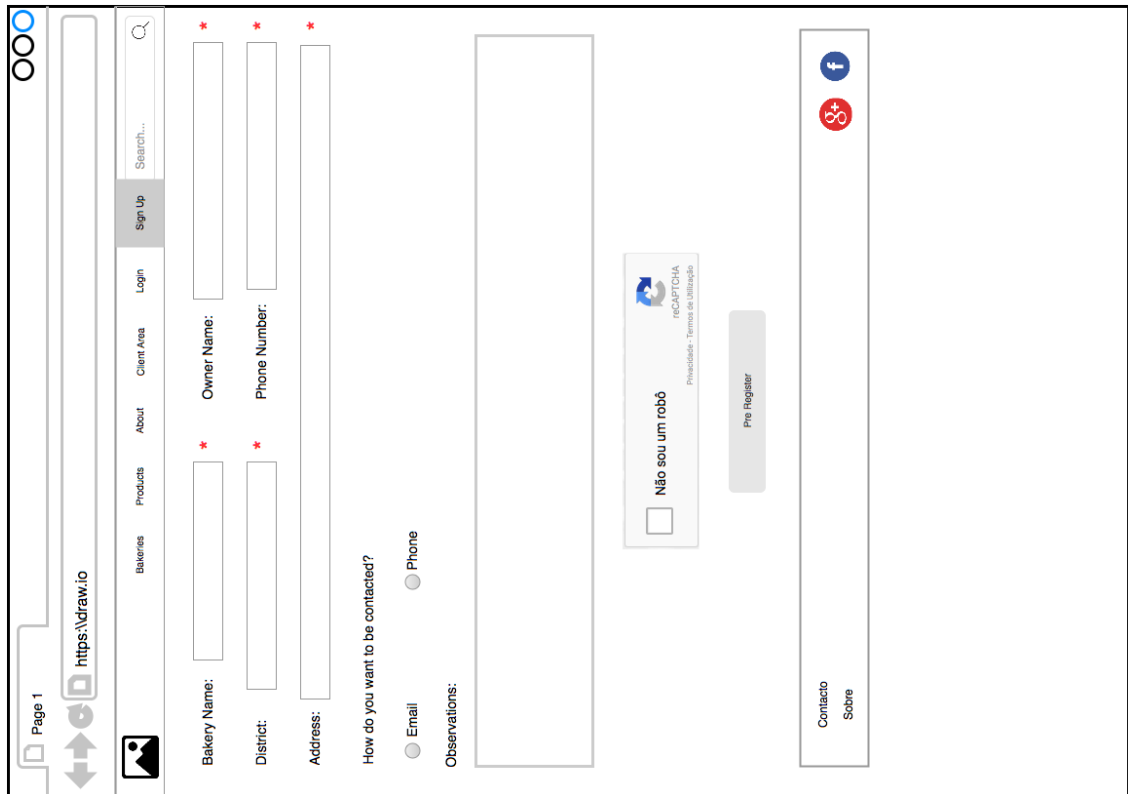 Page 1
https:\\draw.io
Bakeries Products About Client Area Login Sign Up Search...
Bakery Name: * Owner Name: *
District: * Phone Number: *
Address: *
How do you want to be contacted?
Email Phone
Observations:
Não sou um robô
reCAPTCHA
Privacidade - Termos de Utilização
Pre Register
Contacto
Sobre
g+ f